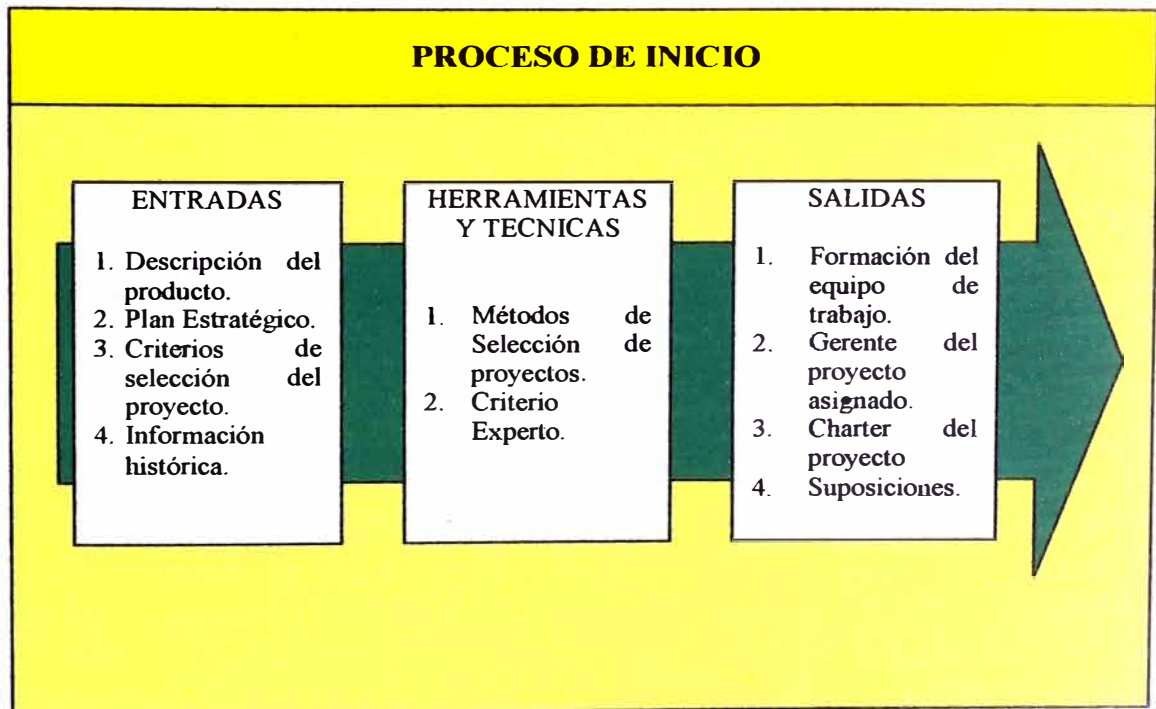 PROCESO DE INICIO
ENTRADAS
1. Descripción del
producto.
2. Plan Estratégico.
3. Criterios de
selección del
proyecto.
4. Información
histórica.
HERRAMIENTAS
Y TECNICAS
1. Métodos de
Selección de
proyectos.
2. Criterio
Experto.
SALIDAS
1. Formación del
equipo de
trabajo.
2. Gerente del
proyecto
asignado.
3. Charter del
proyecto
4. Suposiciones.